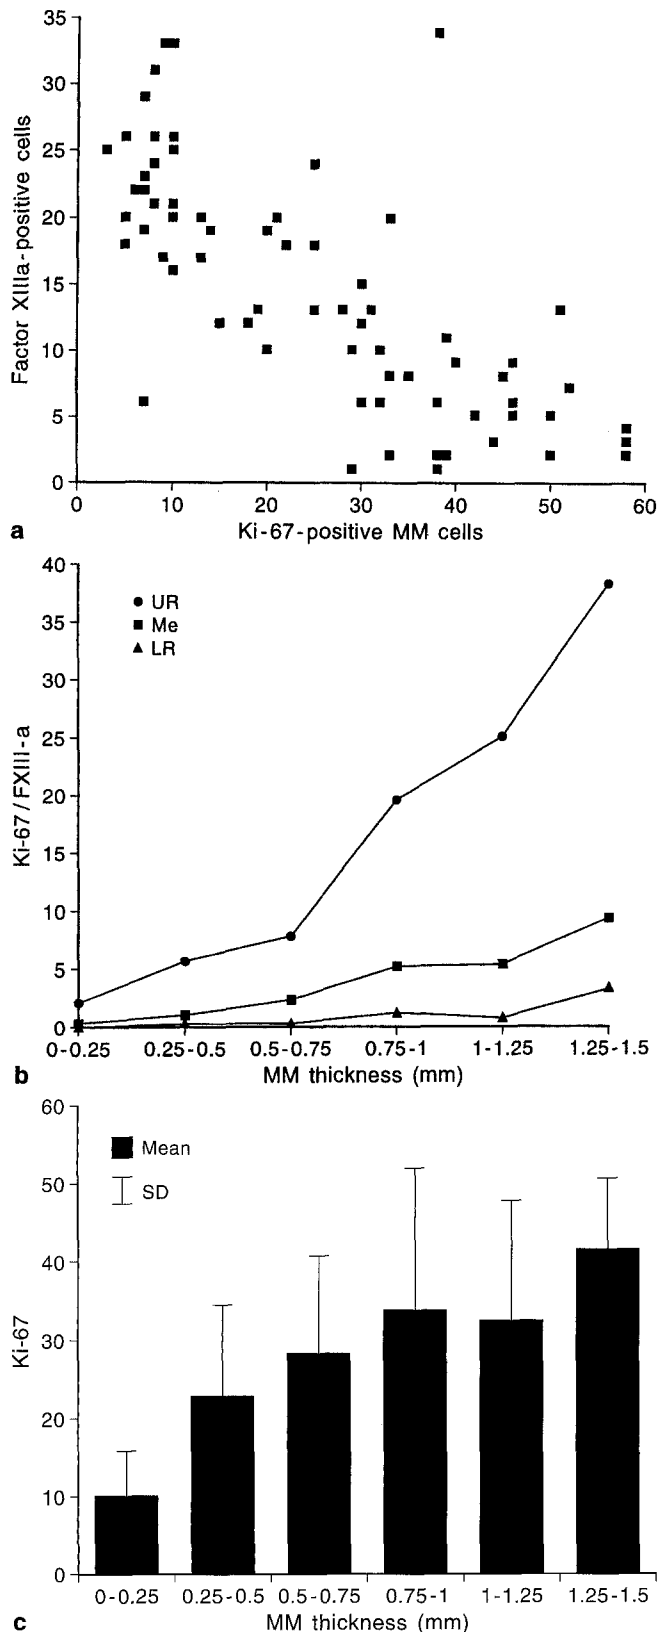 35
30
25
20
15
10
5
0
Factor XIIIa-positive cells
0 10 20 30 40 50 60
Ki-67-positive MM cells
a
40
35
30
25
20
15
10
5
0
Ki-67/FXIII-a
UR
Me
LR
0-0.25 0.25-0.5 0.5-0.75 0.75-1 1-1.25 1.25-1.5
MM thickness (mm)
b
60
50
40
30
20
10
0
Ki-67
Mean
SD
0-0.25 0.25-0.5 0.5-0.75 0.75-1 1-1.25 1.25-1.5
MM thickness (mm)
c